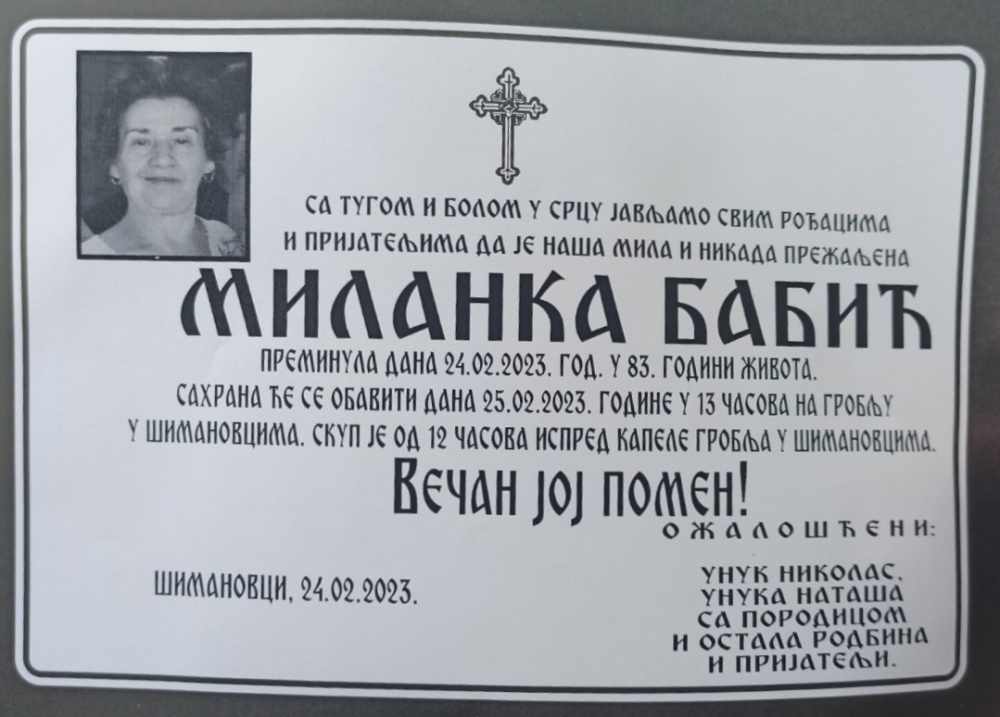 СА ТУГОМ И БОЛОМ У СРЦУ ЈАВЉАМО СВИМ РОЂАЦИМА
И ПРИЈАТЕЉИМА ДА ЈЕ НАША МИЛА И НИКАДА ПРЕЖАЉЕНА
МИЛАНКА БАБИЋ
ПРЕМИНУЛА ДАНА 24.02.2023. ГОД. У 83. ГОДИНИ ЖИВОТА.
САХРАНА ЋЕ СЕ ОБАВИТИ ДАНА 25.02.2023. ГОДИНЕ У 13 ЧАСОВА НА ГРОБЉУ
У ШИМАНОВЦИМА. СКУП ЈЕ ОД 12 ЧАСОВА ИСПРЕД КАПЕЛЕ ГРОБЉА У ШИМАНОВЦИМА.
ВЕЧАН ЈОЈ ПОМЕН!
ОЖАЛОШЋЕНИ:
ШИМАНОВЦИ, 24.02.2023.
УНУК НИКОЛАС,
УНУКА НАТАША
СА ПОРОДИЦОМ
И ОСТАЛА РОДБИНА
И ПРИЈАТЕЉИ.